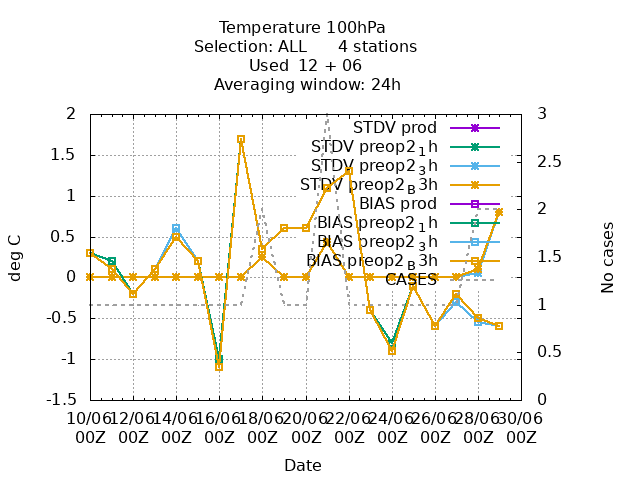 Temperature 100hPa
Selection: ALL      4 stations
Used  12 + 06
Averaging window: 24h
STDV prod
STDV preop2₁h
STDV preop2₃h
STDV preop2_B3h
BIAS prod
BIAS preop2₁h
BIAS preop2₃h
BIAS preop2_B3h
CASES
deg C
2
1.5
1
0.5
0
-0.5
-1
-1.5
No cases
3
2.5
2
1.5
1
0.5
0
10/06 12/06 14/06 16/06 18/06 20/06 22/06 24/06 26/06 28/06 30/06
00Z 00Z 00Z 00Z 00Z 00Z 00Z 00Z 00Z 00Z 00Z
Date